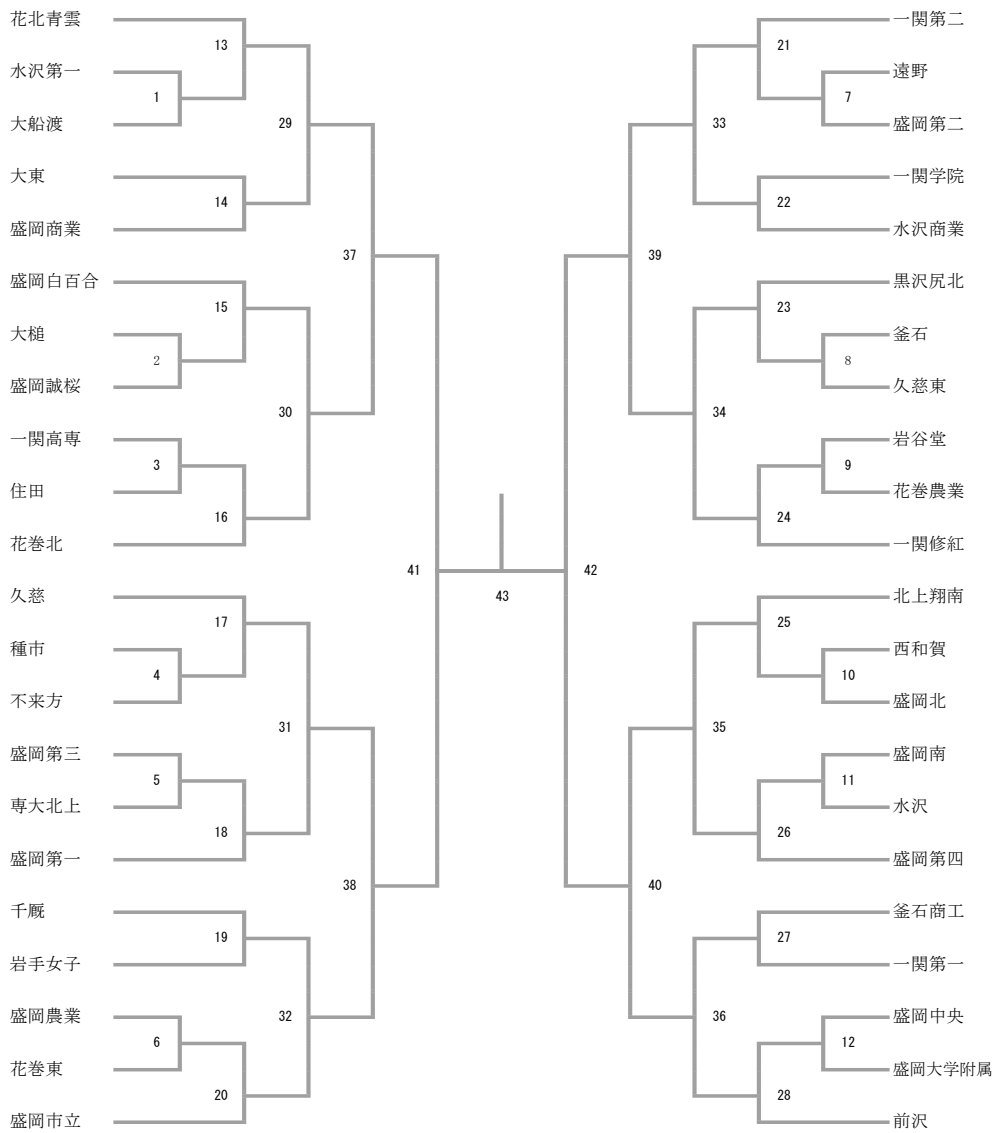 花北青雲
13
水沢第一
1
大船渡
29
大東
14
盛岡商業
37
盛岡白百合
15
大槌
2
盛岡誠桜
30
一関高専
3
住田
16
花巻北
41
久慈
17
種市
4
不来方
31
盛岡第三
5
専大北上
18
盛岡第一
38
千厩
19
岩手女子
盛岡農業
32
6
花巻東
20
盛岡市立
43
一関第二
21
遠野
7
盛岡第二
33
一関学院
22
水沢商業
39
黒沢尻北
23
釜石
8
久慈東
34
岩谷堂
9
花巻農業
24
一関修紅
42
北上翔南
25
西和賀
10
盛岡北
35
盛岡南
11
水沢
26
盛岡第四
40
釜石商工
27
一関第一
盛岡中央
36
12
盛岡大学附属
28
前沢